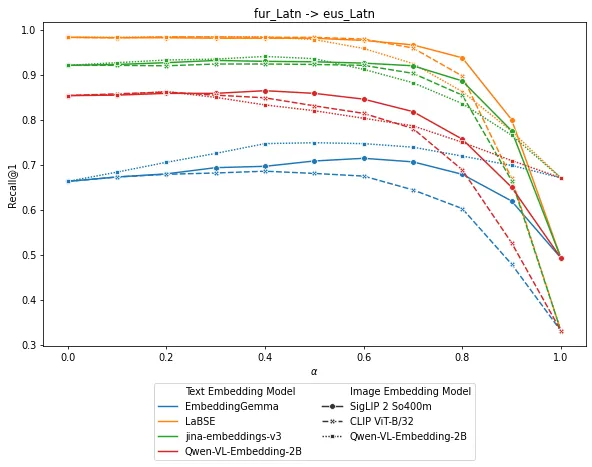 fur_Latn -> eus_Latn
1.0
0.9
0.8
0.7
0.6
0.5
0.4
0.3
Recall@1
0.0 0.2 0.4 0.6 0.8 1.0
α
Text Embedding Model
EmbeddingGemma
LaBSE
jina-embeddings-v3
Qwen-VL-Embedding-2B
Image Embedding Model
SigLIP 2 So400m
CLIP ViT-B/32
Qwen-VL-Embedding-2B